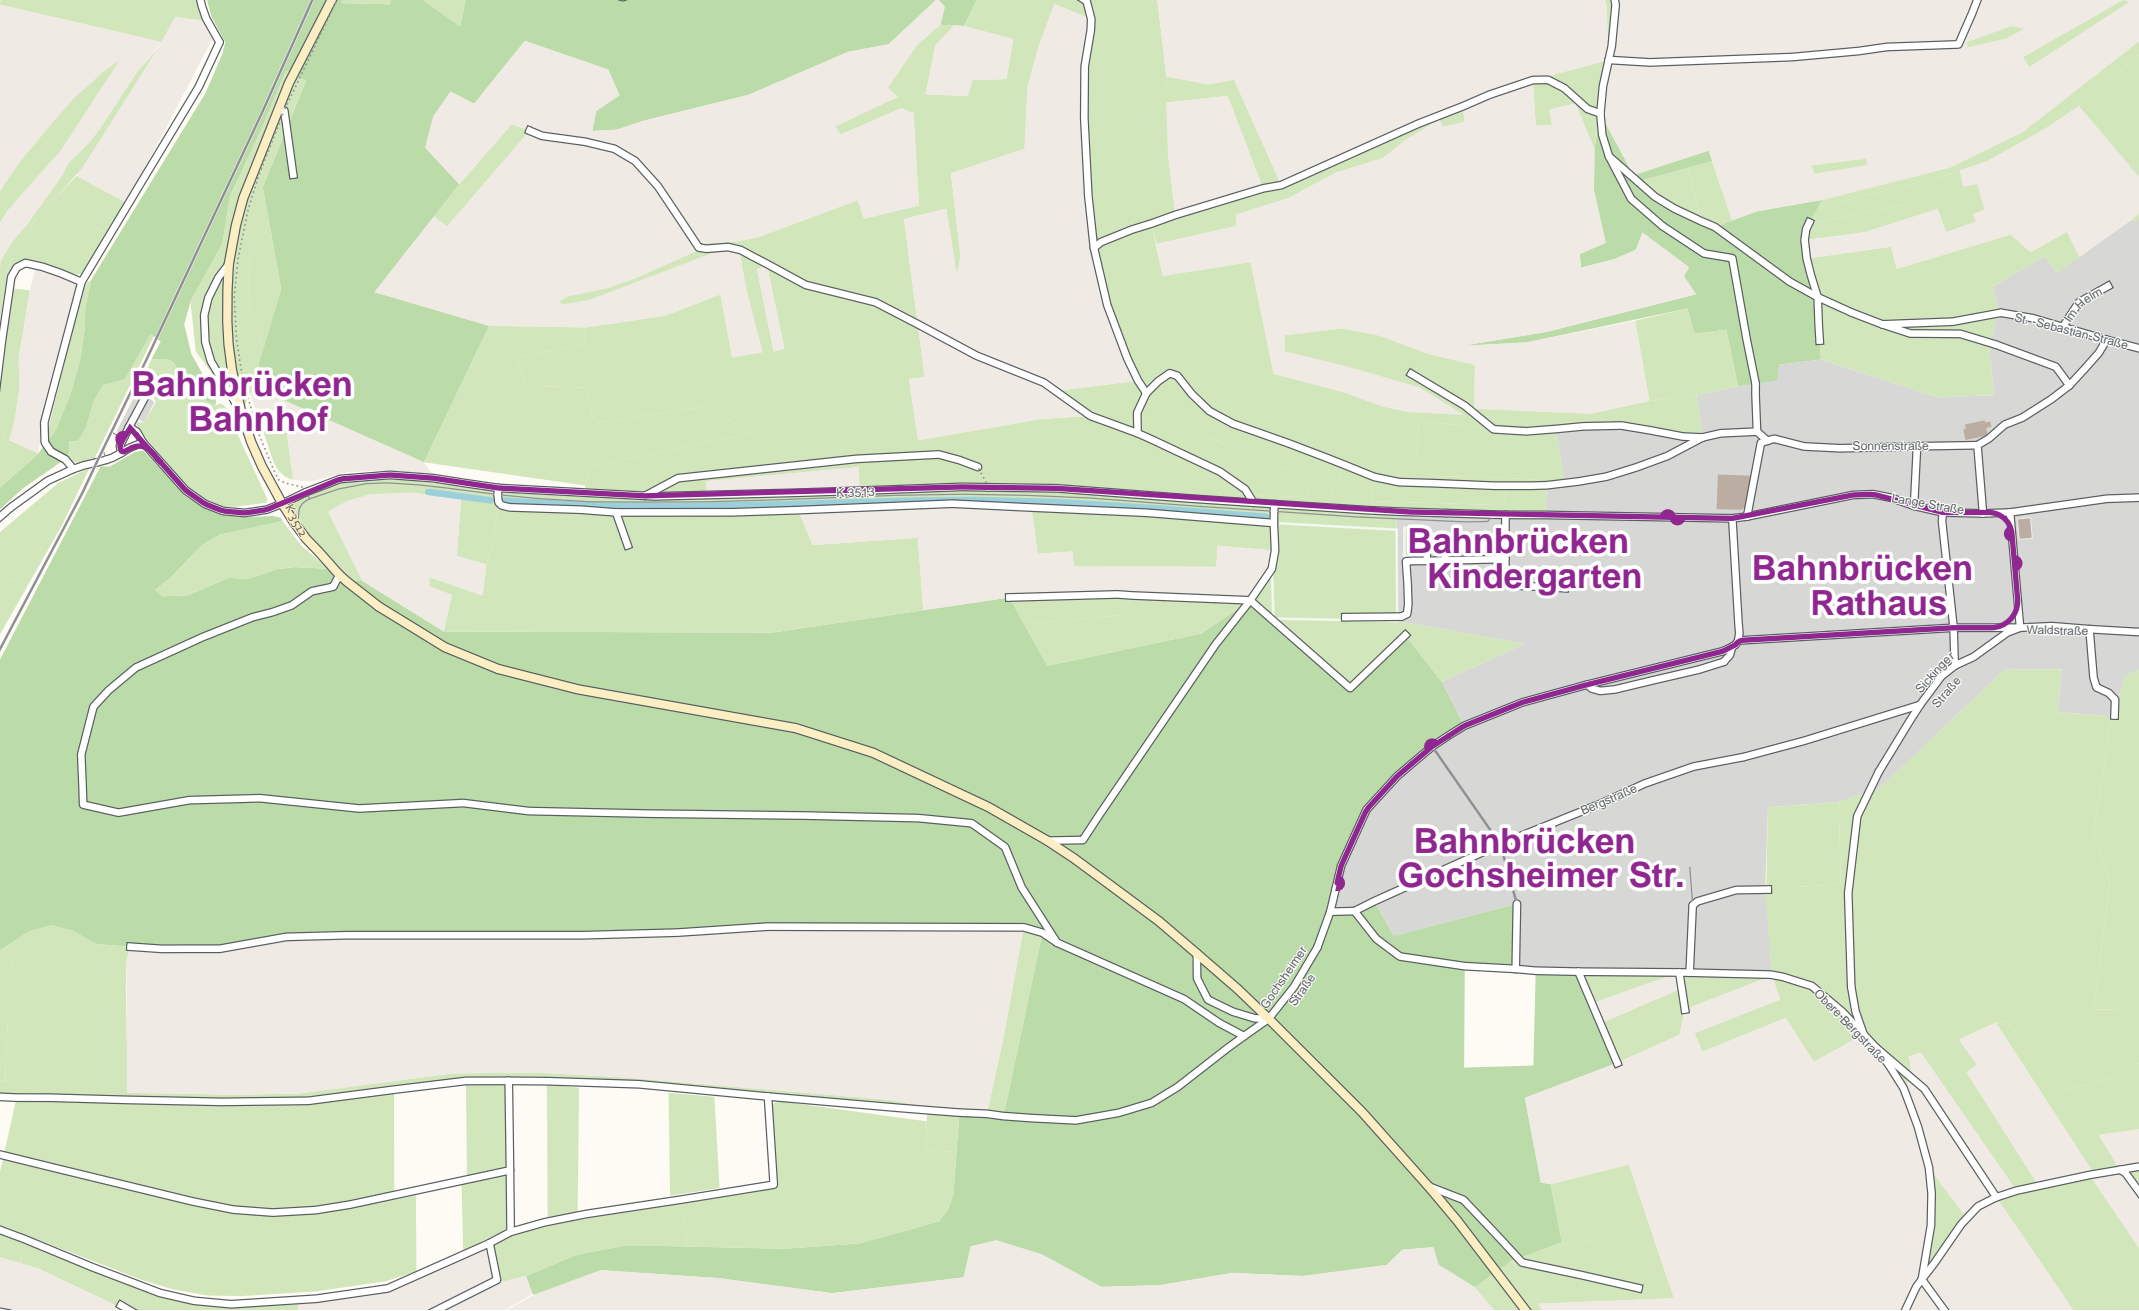 Im Heim
St.-Sebastian-Straße
Bahnbrücken
Bahnhof
Sonnenstraße
K 3513
Lange Straße
K 3512
Bahnbrücken
Kindergarten
Bahnbrücken
Rathaus
Waldstraße
Sickinger
Straße
Bergstraße
Bahnbrücken
Gochsheimer Str.
Gochsheimer
Straße
Obere Bergstraße